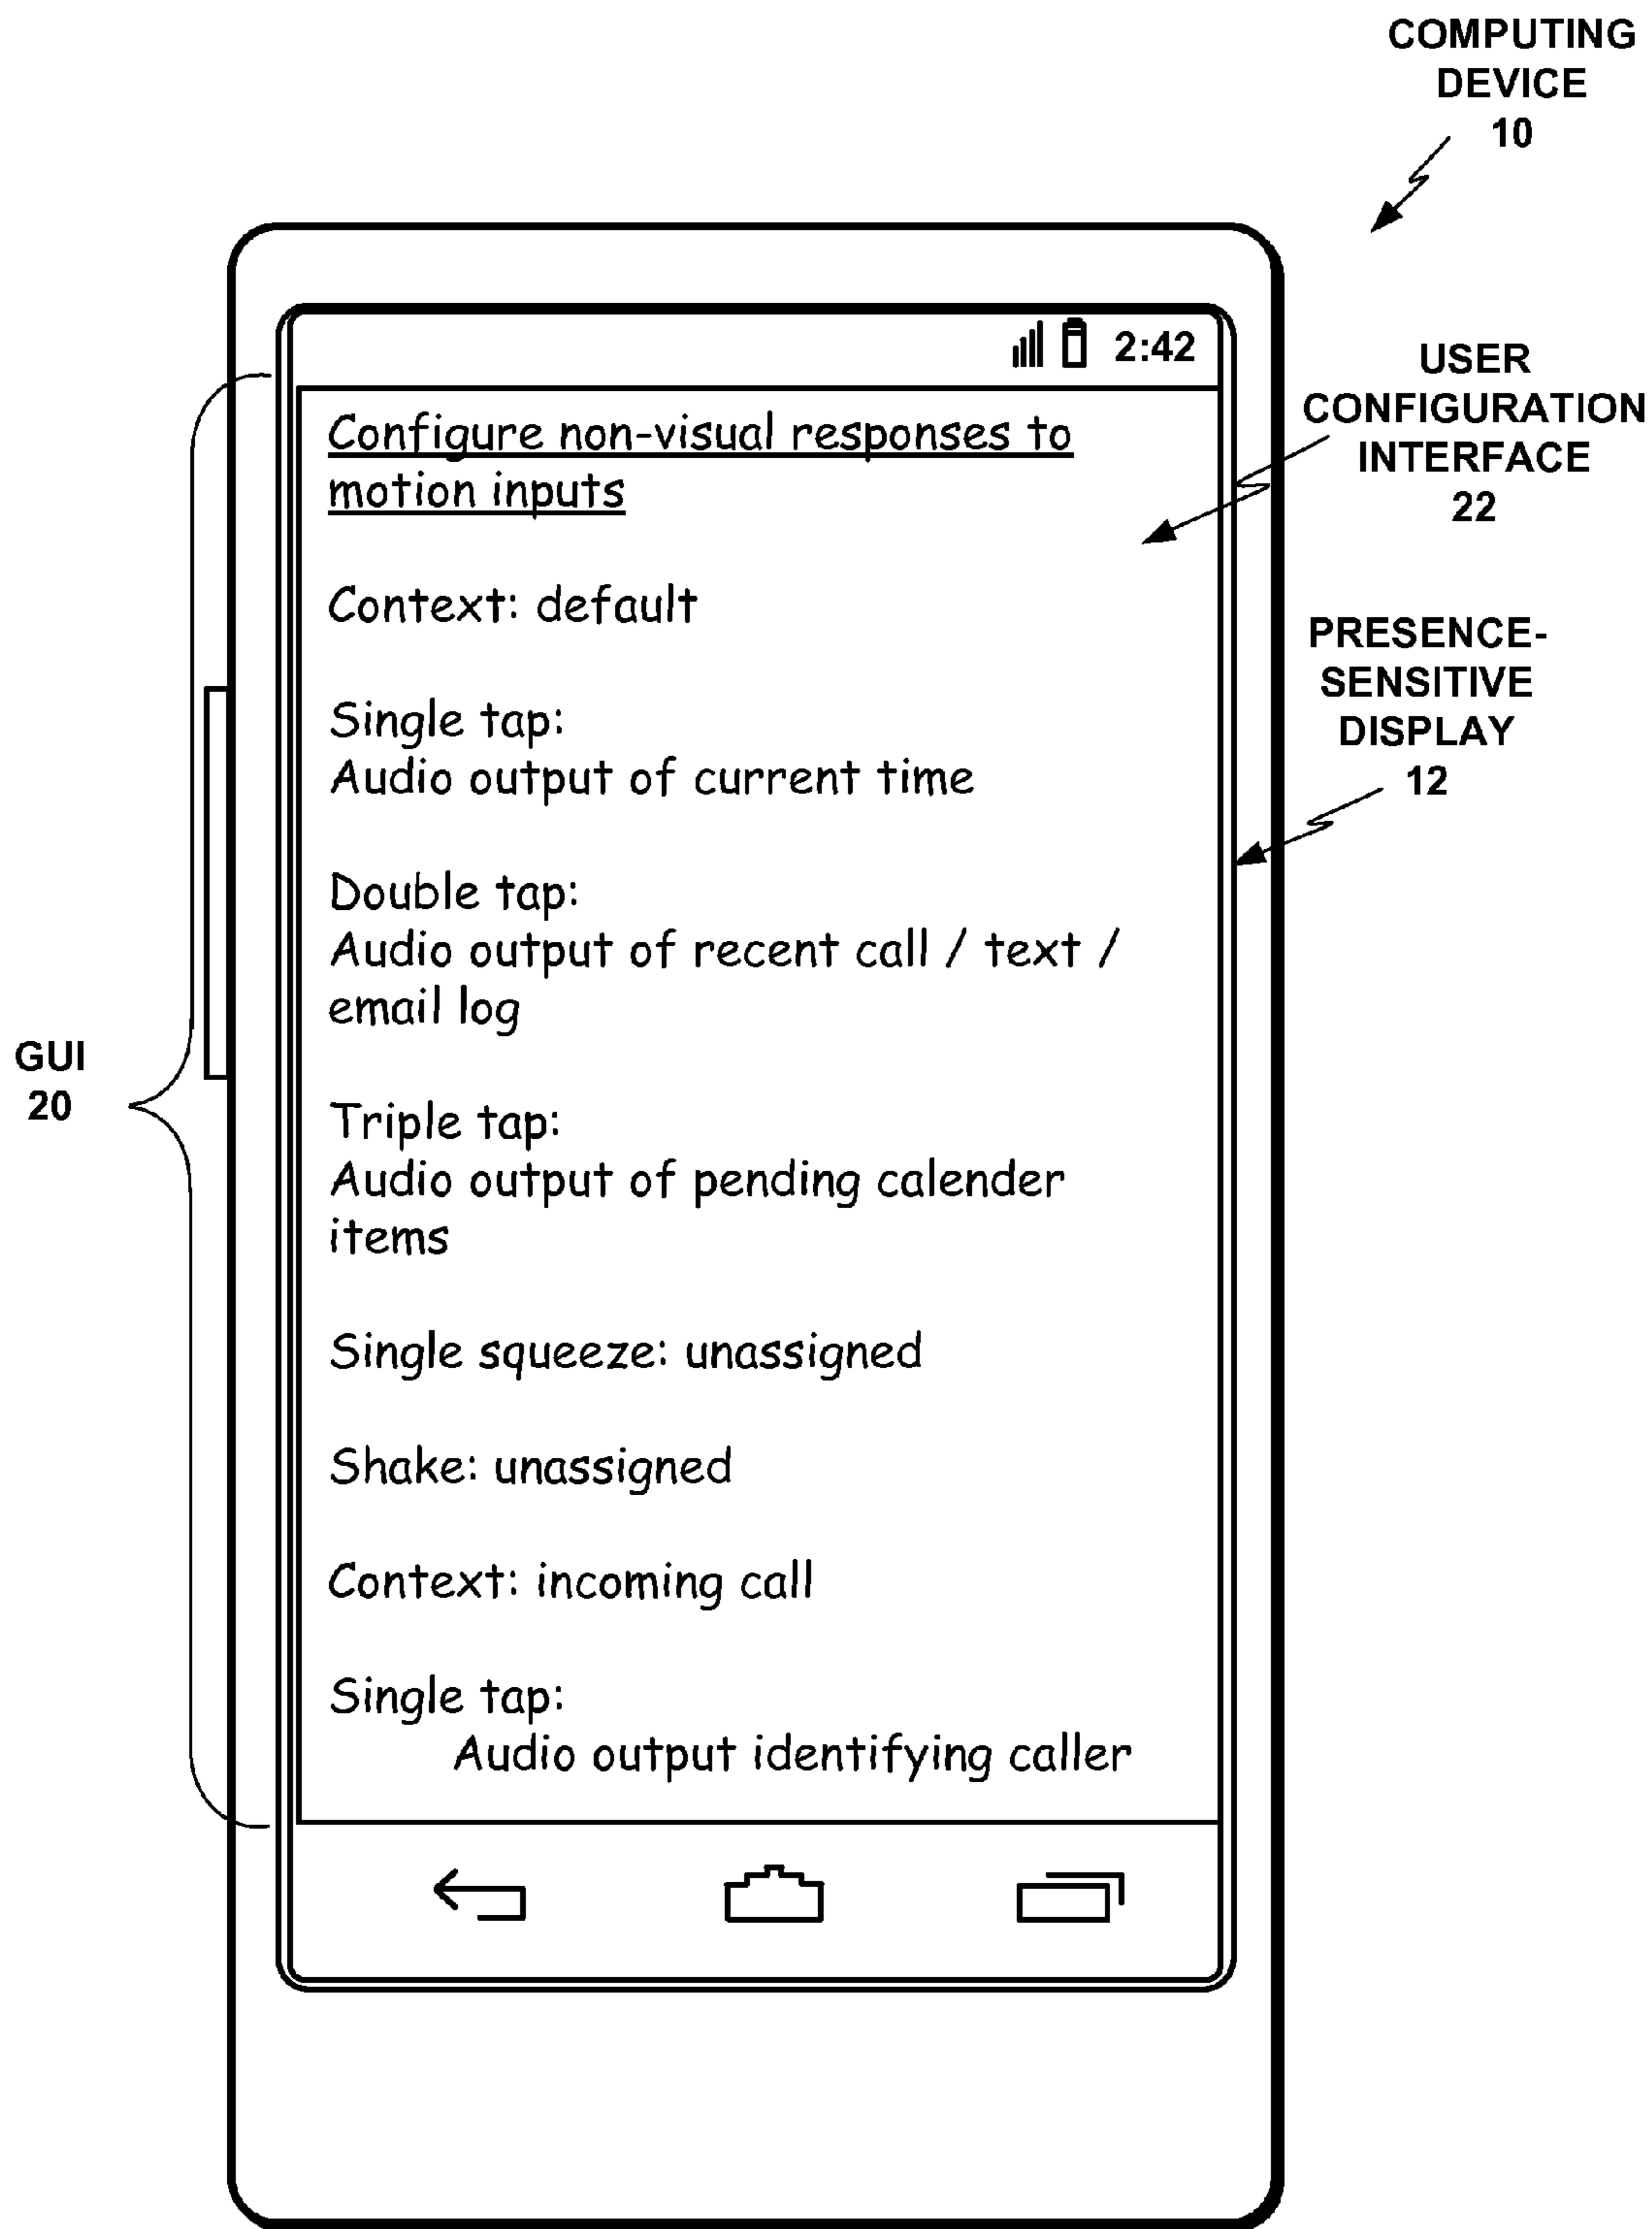 COMPUTING
DEVICE
10
2:42
USER
CONFIGURATION
INTERFACE
22
Configure non-visual responses to
motion inputs
Context: default
PRESENCE-
SENSITIVE
DISPLAY
12
Single tap:
Audio output of current time
Double tap:
Audio output of recent call / text /
email log
GUI
20
Triple tap:
Audio output of pending calender
items
Single squeeze: unassigned
Shake: unassigned
Context: incoming call
Single tap:
Audio output identifying caller